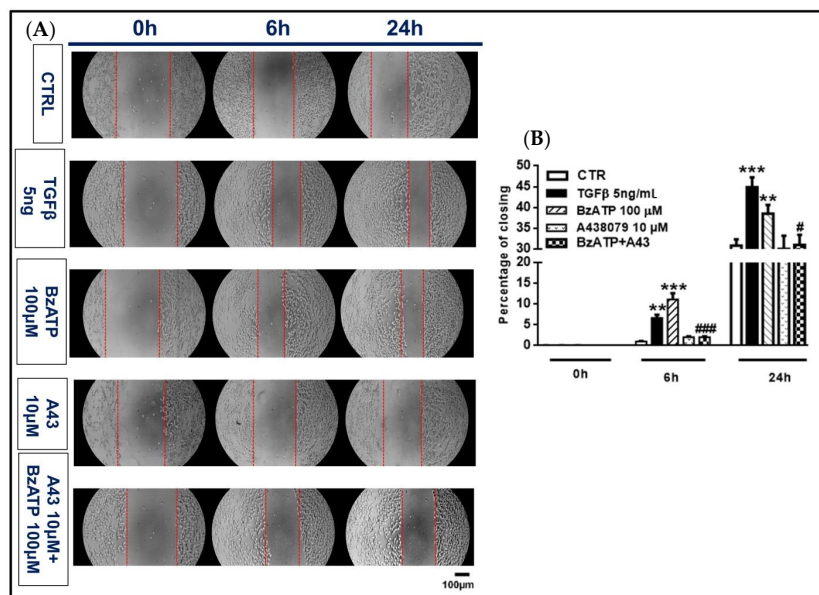 (A)
0h 6h 24h
CTRL
TGFβ
5ng
BzATP
100µM
A43
10µM
A43 10µM+
BzATP 100µM
100µm
(B)
Percentage of closing
50
45
40
35
30
20
15
10
5
0
CTR
TGFβ 5ng/mL
BzATP 100 µM
A438079 10 µM
BzATP+A43
**
***
###
***
**
#
0h 6h 24h